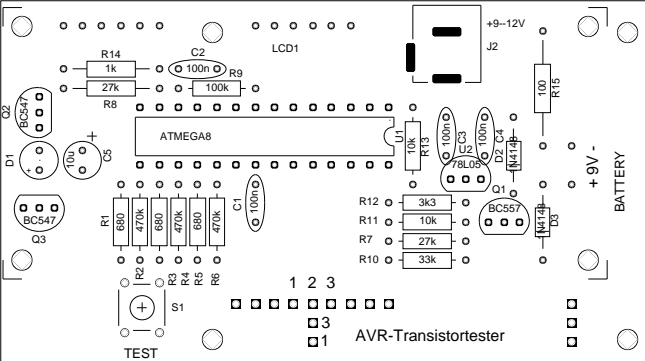 +9--12V
LCD1
J2
R14
1k
C2
100n
R9
100k
27k
R8
Q2
BC547
D1
+
10u
+
C5
ATMEGA8
U1
10k
R13
100n
C3
100n
C4
U2
78L05
D2
1N4148
100
R15
+ 9V -
BATTERY
Q1
BC557
1N4148
D3
BC547
Q3
R1
680
470k
680
470k
680
470k
R2
R3
R4
R5
R6
C1
100n
R12
3k3
R11
10k
R7
27k
R10
33k
S1
TEST
1 2 3
3
1
AVR-Transistortester